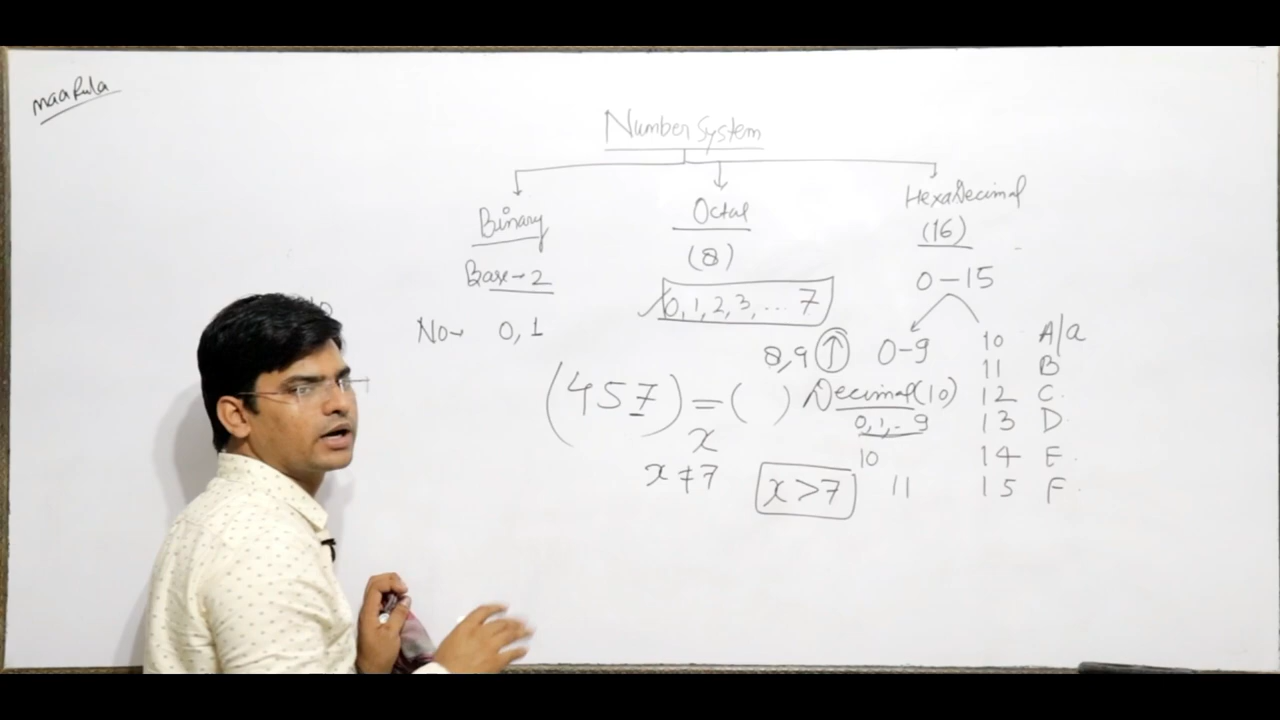 maarula
Number System
Binary
Base → 2
No → 0, 1
Octal
(8)
0, 1, 2, 3, ... 7
8, 9 ↑
HexaDecimal
(16)
0 – 15
0 – 9
10 A/a
11 B
12 C
13 D
14 E
15 F
(457)x = ( )
x ≠ 7
x > 7
Decimal (10)
0, 1, .. 9
10
11